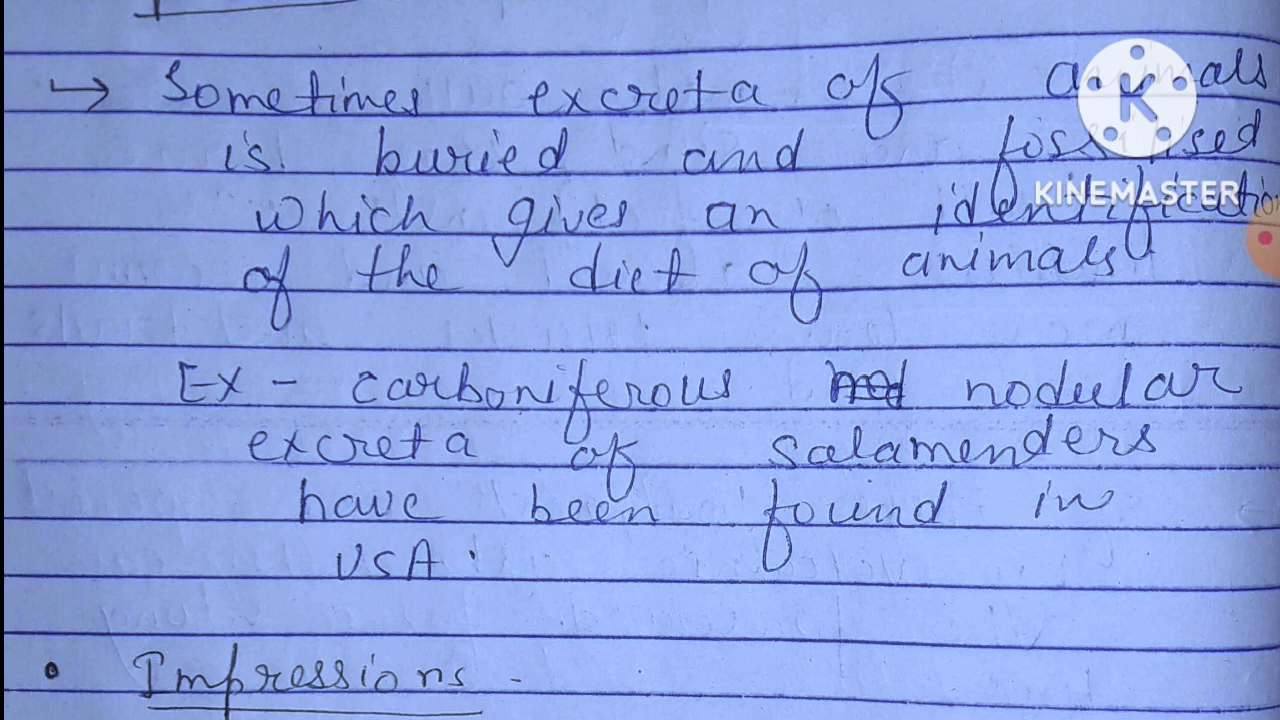 → Sometimes excreta of animals
is buried and fossilised
which gives an identification
of the diet of animals
Ex - carboniferous nodular
excreta of salamenders
have been found in
USA.
• Impressions -
K
KINEMASTER